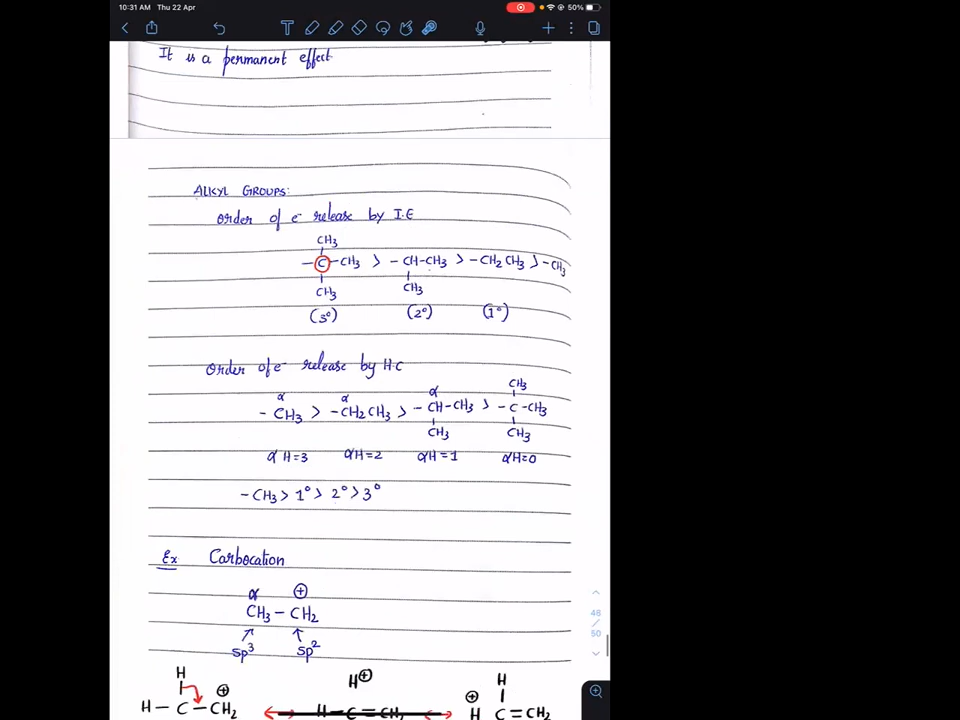 10:31 AM Thu 22 Apr
50%
It is a permanent effect
ALKYL GROUPS:
Order of e⁻ release by I.E
CH₃
-C-CH₃ > -CH-CH₃ > -CH₂CH₃ > -CH₃
CH₃ CH₃
(3°) (2°) (1°)
Order of e⁻ release by H.C
α α α CH₃
-CH₃ > -CH₂CH₃ > -CH-CH₃ > -C-CH₃
CH₃ CH₃
αH=3 αH=2 αH=1 αH=0
-CH₃ > 1° > 2° > 3°
Ex Carbocation
α ⊕
CH₃-CH₂
sp³ sp²
48
/
50
H H⊕ H
⊕ ⊕
H-C-CH₂ H-C=CH₂ H C=CH₂